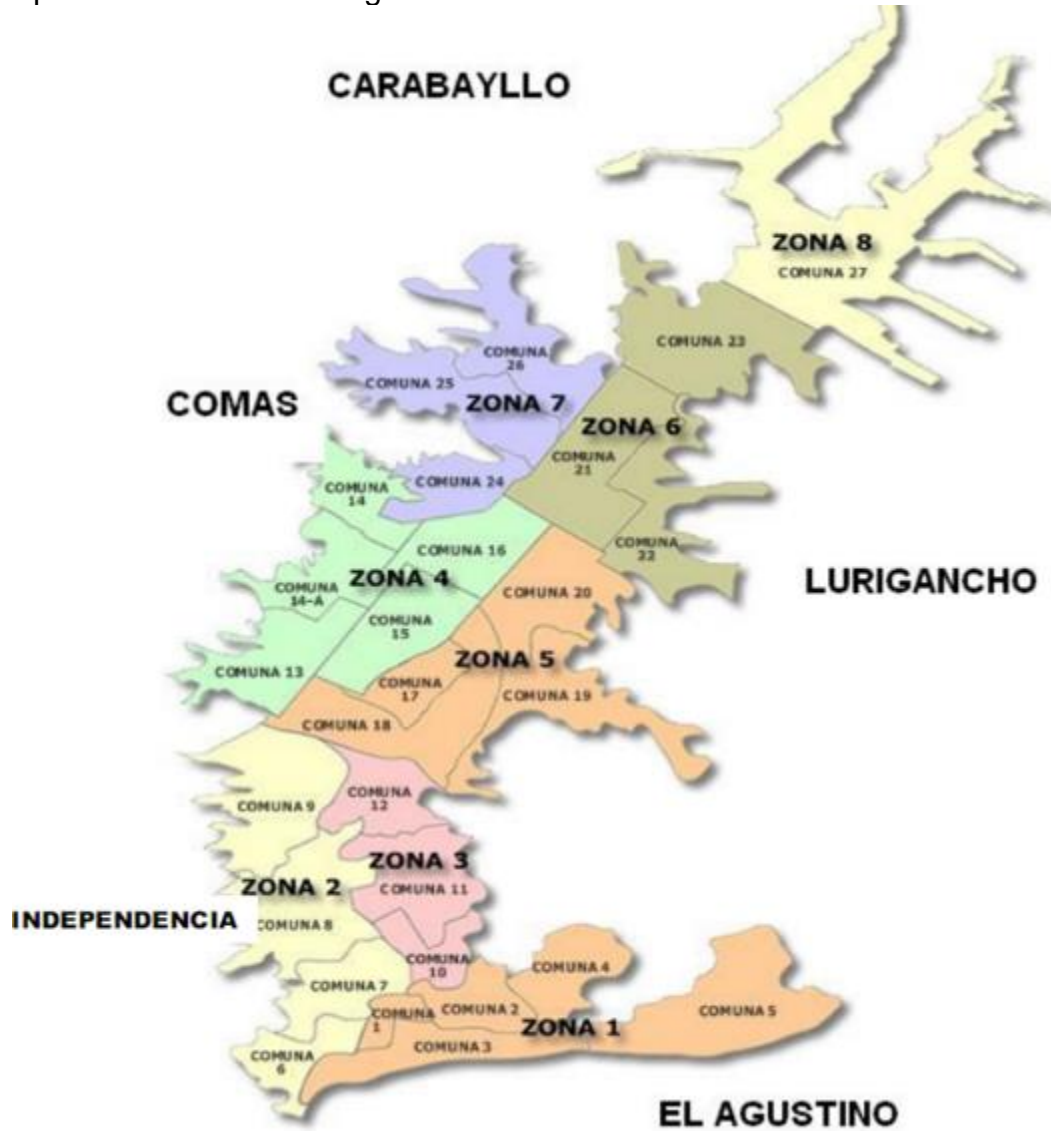 CARABAYLLO
ZONA 8
COMUNA 27
COMUNA 23
COMUNA
26
COMUNA 25
ZONA 7
COMAS
ZONA 6
COMUNA
21
COMUNA 24
COMUNA
14
COMUNA
22
COMUNA 16
LURIGANCHO
ZONA 4
COMUNA
14-A
COMUNA 20
COMUNA
15
ZONA 5
COMUNA 13
COMUNA
17
COMUNA 19
COMUNA 18
COMUNA
12
COMUNA 9
ZONA 3
COMUNA 11
ZONA 2
INDEPENDENCIA
COMUNA 8
COMUNA
10
COMUNA 4
COMUNA 7
COMUNA 2
COMUNA
1
COMUNA 5
ZONA 1
COMUNA 3
COMUNA
6
EL AGUSTINO